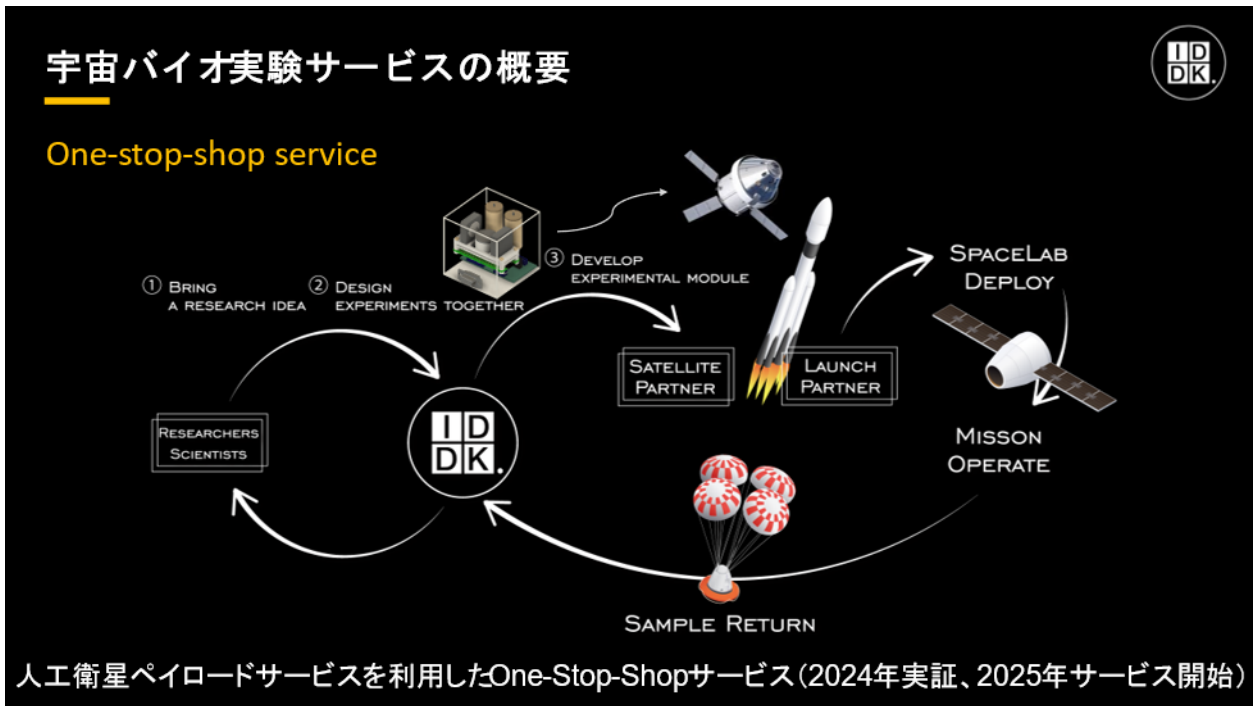 宇宙バイオ実験サービスの概要
ID
DK.
One-stop-shop service
① BRING
A RESEARCH IDEA
② DESIGN
EXPERIMENTS TOGETHER
③ DEVELOP
EXPERIMENTAL MODULE
SATELLITE
PARTNER
LAUNCH
PARTNER
SPACELAB
DEPLOY
RESEARCHERS
SCIENTISTS
ID
DK.
MISSON
OPERATE
SAMPLE RETURN
人工衛星ペイロードサービスを利用したOne-Stop-Shopサービス（2024年実証、2025年サービス開始）